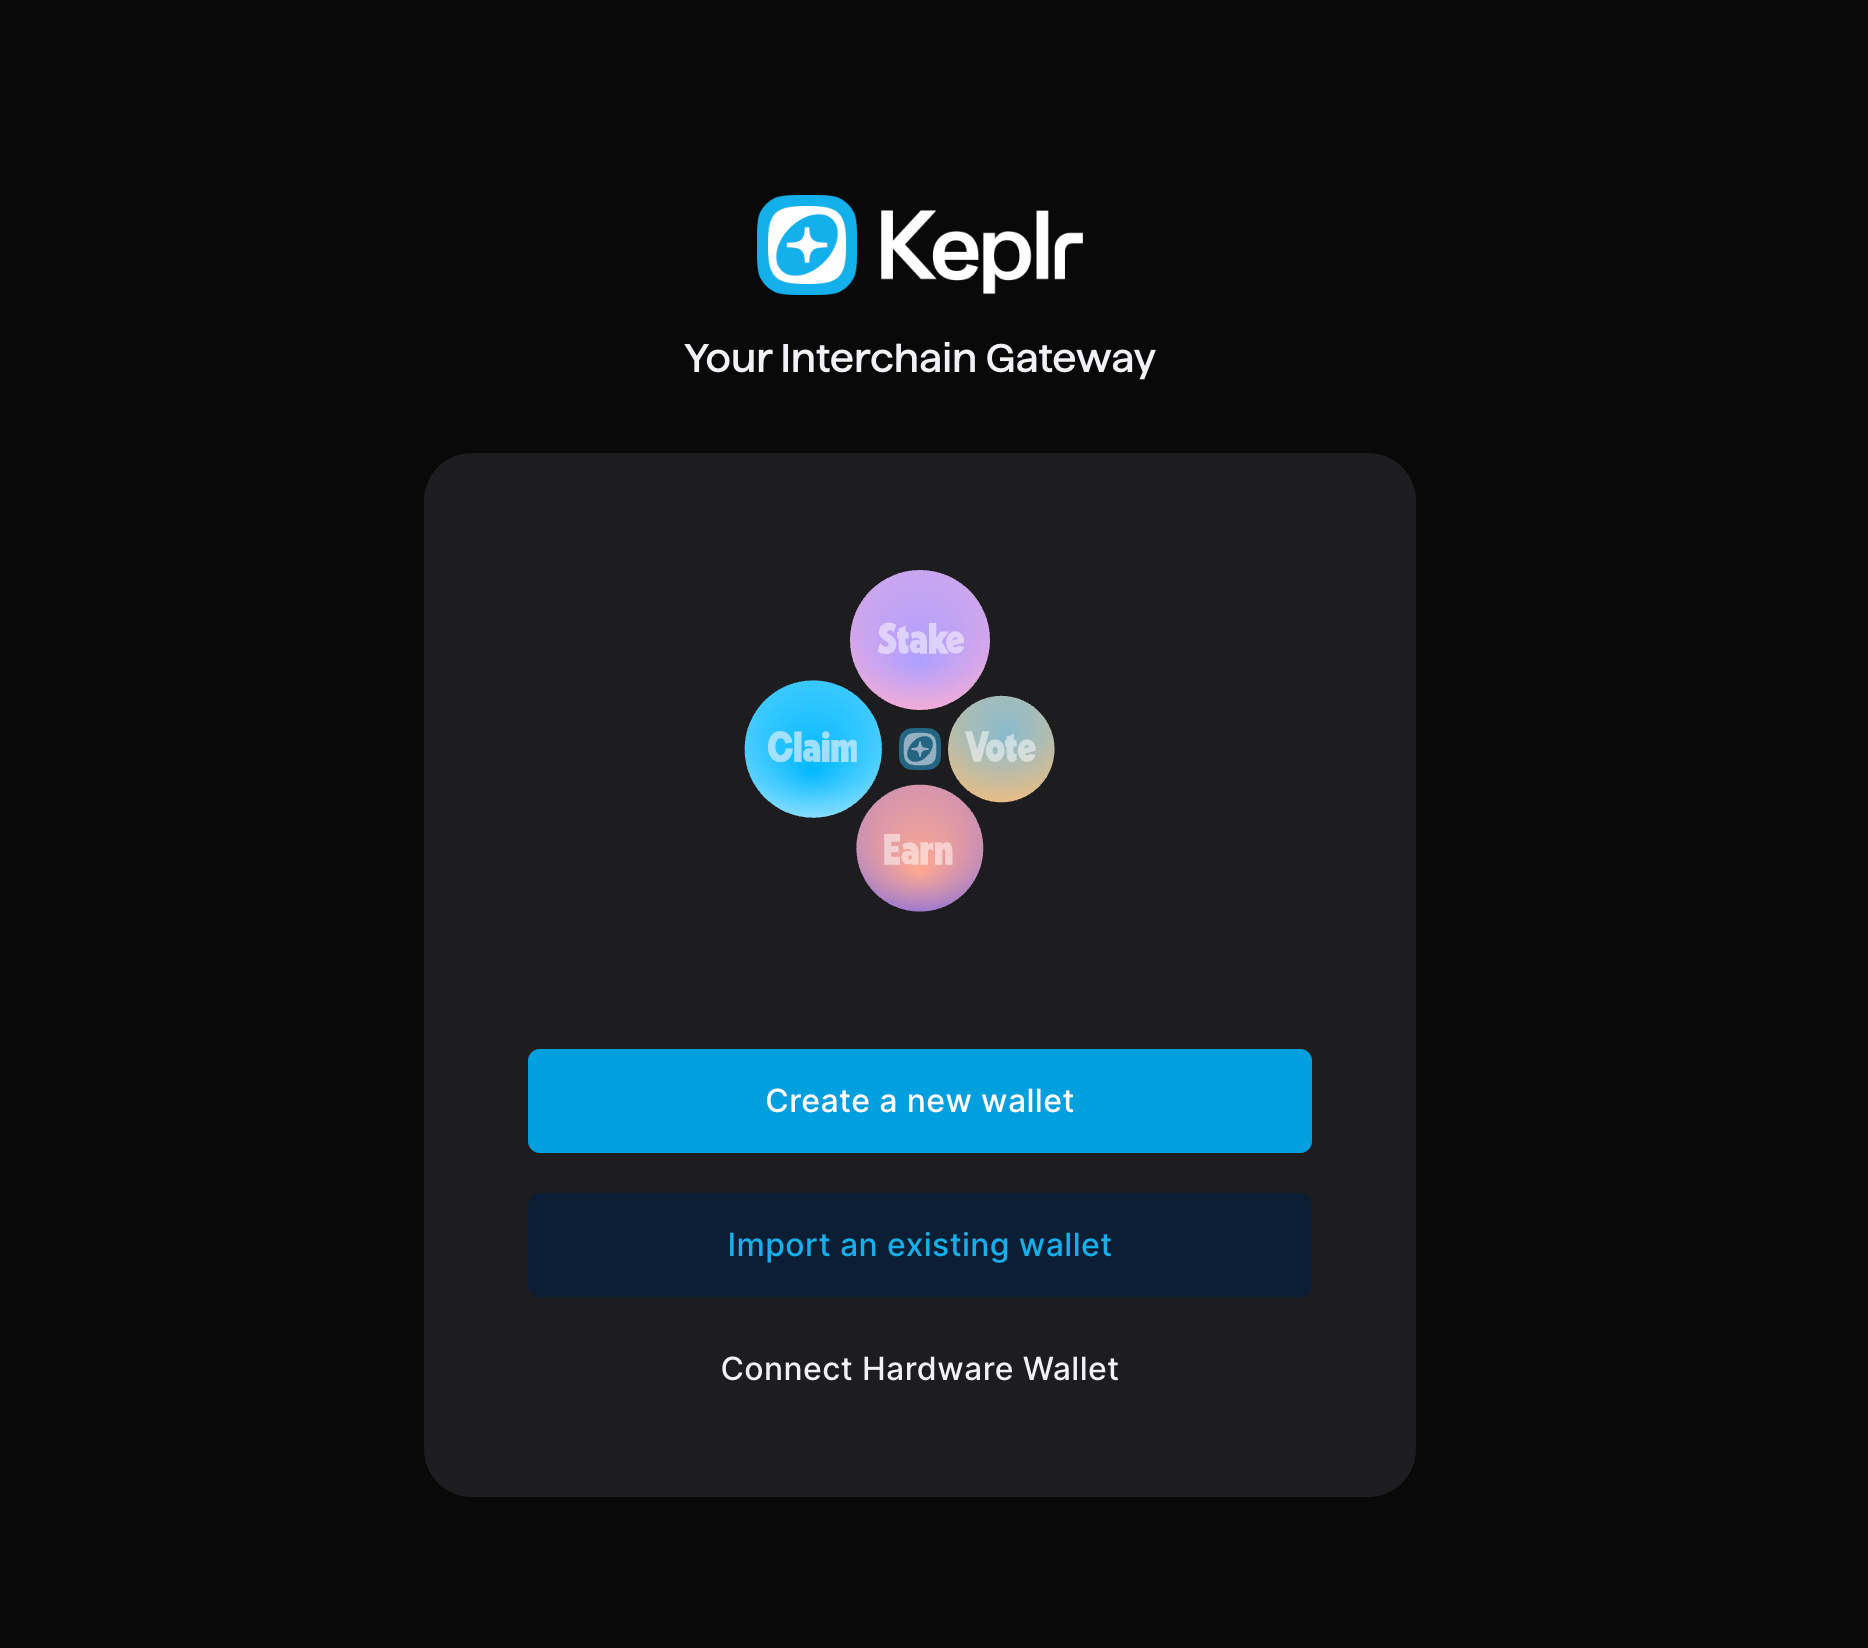 Keplr
Your Interchain Gateway
Stake
Claim
Vote
Earn
Create a new wallet
Import an existing wallet
Connect Hardware Wallet